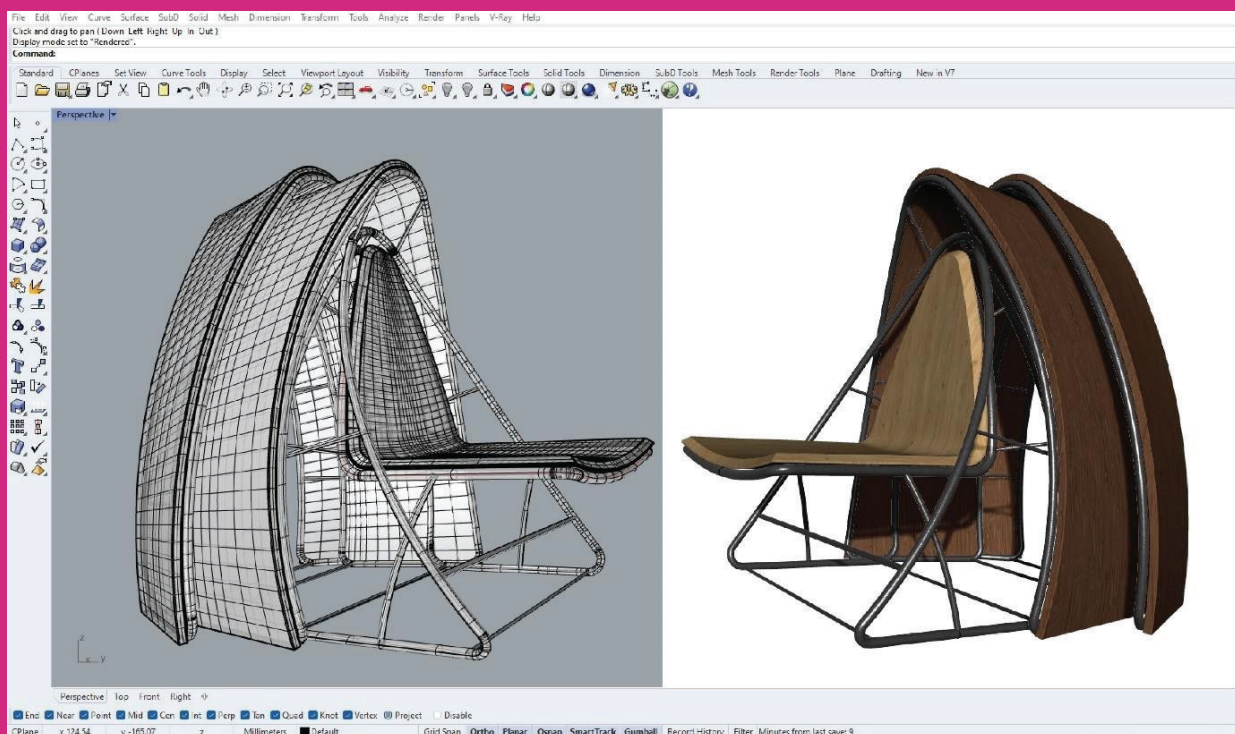 File Edit View Curve Surface SubD Solid Mesh Dimension Transform Tools Analyze Render Panels V-Ray Help
Click and drag to pan ( Down Left Right Up In Out )
Display mode set to "Rendered".
Command:
Standard CPlanes Set View Curve Tools Display Select Viewport Layout Visibility Transform Surface Tools Solid Tools Dimension SubD Tools Mesh Tools Render Tools Plane Drafting New in V7
Perspective
z
x y
Perspective Top Front Right
End Near Point Mid Cen Int Perp Tan Quad Knot Vertex Project Disable
CPlane x 124.54 y -165.07 z Millimeters Default Grid Snap Ortho Planar Osnap SmartTrack Gumball Record History Filter Minutes from last save: 9